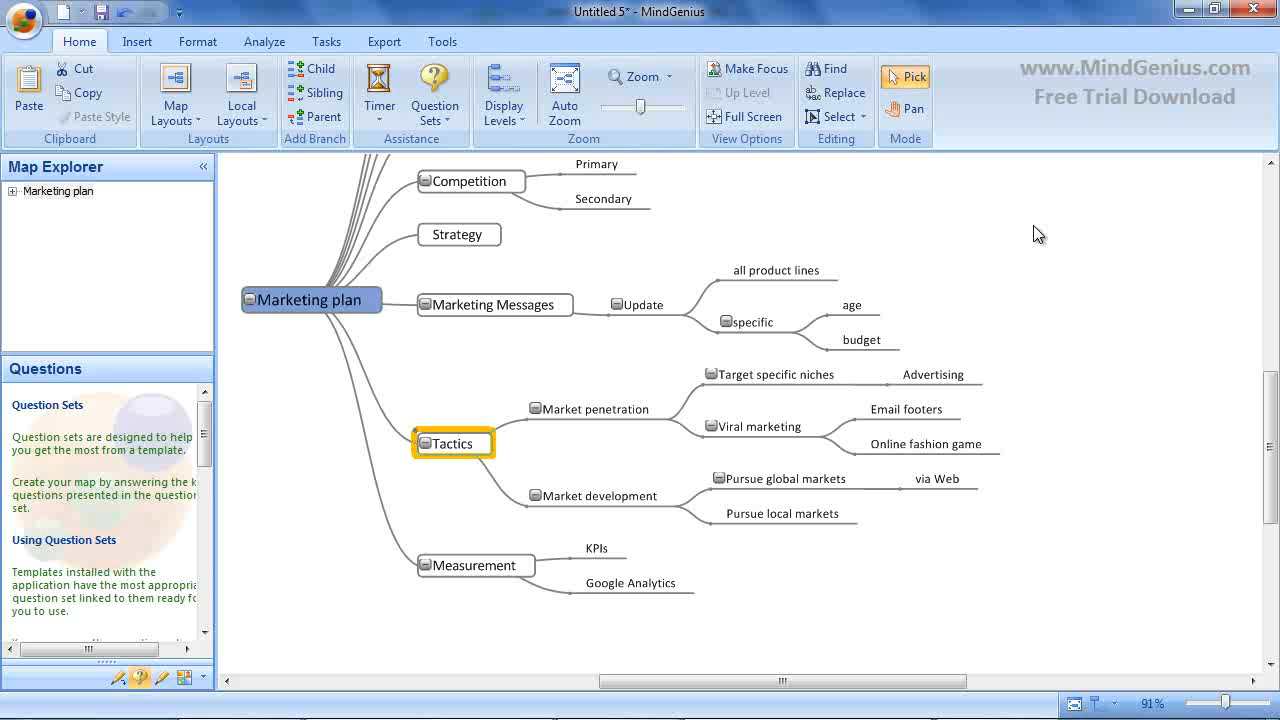 Untitled 5* - MindGenius
Home Insert Format Analyze Tasks Export Tools
Paste
Cut
Copy
Paste Style
Clipboard
Map Layouts
Local Layouts
Layouts
Child
Sibling
Parent
Add Branch
Timer
Question Sets
Assistance
Display Levels
Auto Zoom
Zoom
Zoom
Make Focus
Up Level
Full Screen
View Options
Find
Replace
Select
Editing
Pick
Pan
Mode
www.MindGenius.com
Free Trial Download
Map Explorer
Marketing plan
Questions
Question Sets
Question sets are designed to help
you get the most from a template.
Create your map by answering the k
questions presented in the question
set.
Using Question Sets
Templates installed with the
application have the most appropria
question set linked to them ready fo
you to use.
Marketing plan
Competition
Primary
Secondary
Strategy
Marketing Messages
Update
all product lines
specific
age
budget
Tactics
Market penetration
Target specific niches
Advertising
Viral marketing
Email footers
Online fashion game
Market development
Pursue global markets
via Web
Pursue local markets
Measurement
KPIs
Google Analytics
91%